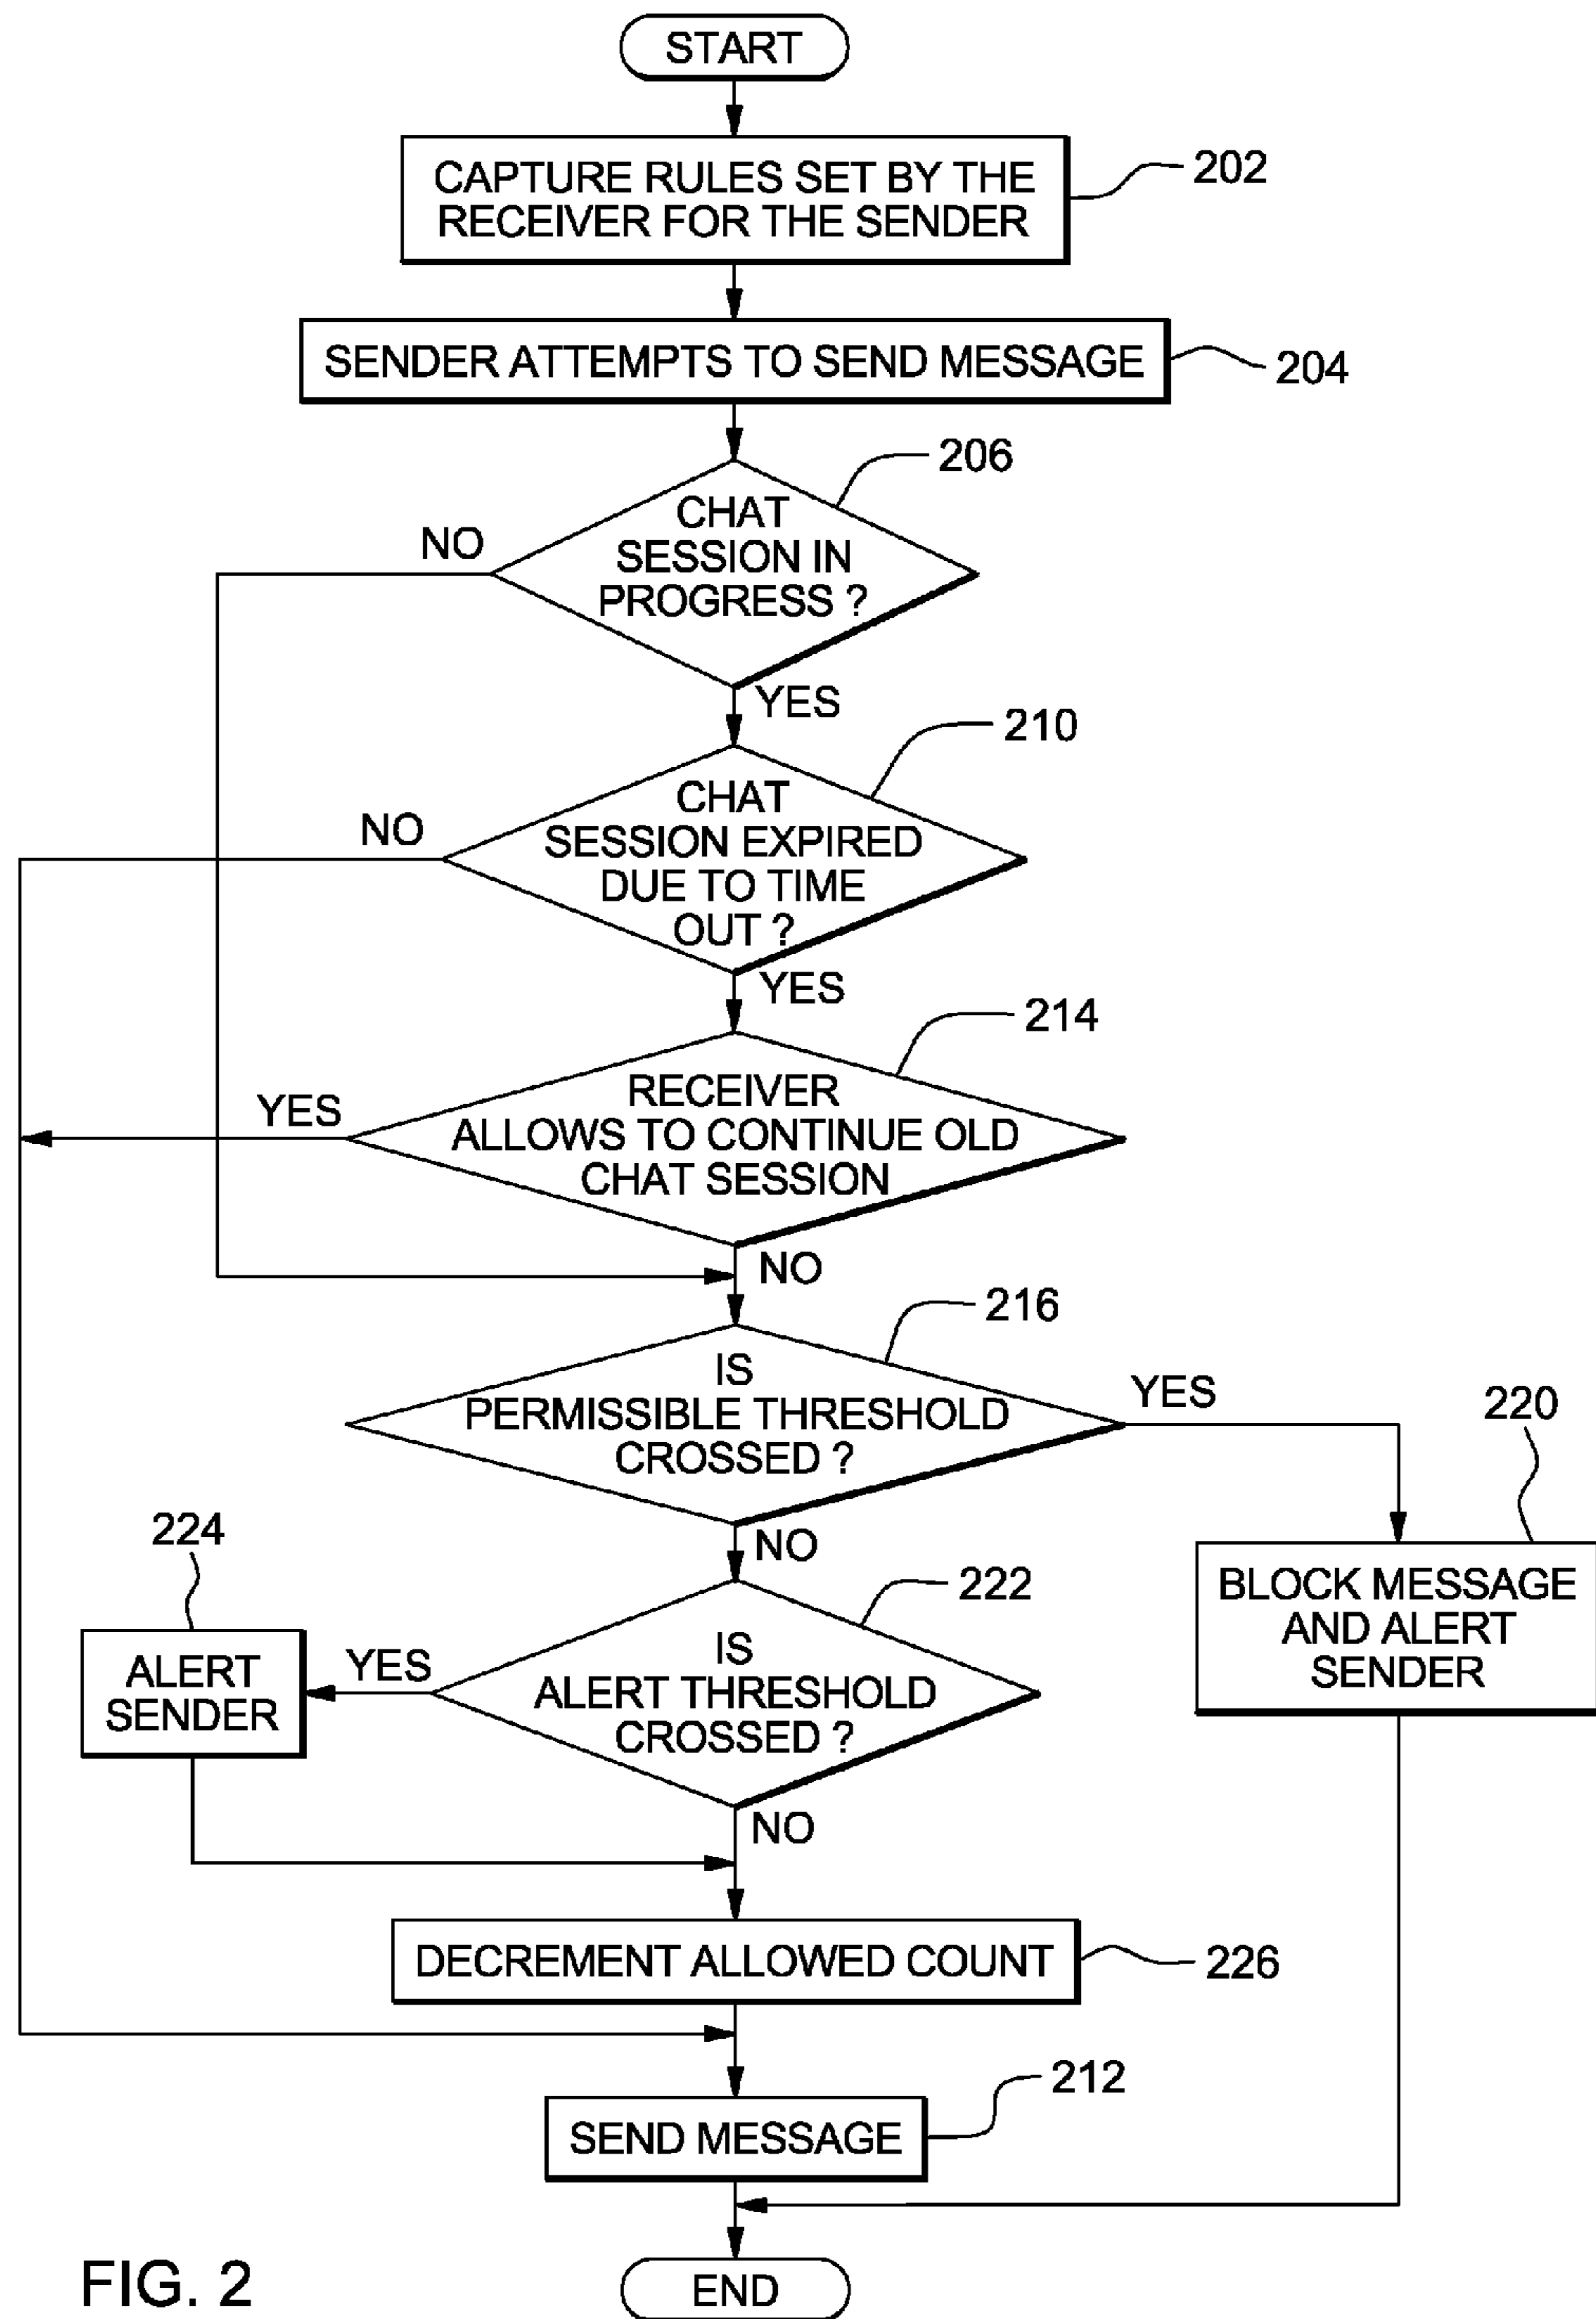 START
CAPTURE RULES SET BY THE
RECEIVER FOR THE SENDER
202
SENDER ATTEMPTS TO SEND MESSAGE
204
206
CHAT
SESSION IN
PROGRESS ?
NO
YES
210
CHAT
SESSION EXPIRED
DUE TO TIME
OUT ?
NO
YES
214
RECEIVER
ALLOWS TO CONTINUE OLD
CHAT SESSION
YES
NO
216
IS
PERMISSIBLE THRESHOLD
CROSSED ?
YES
NO
220
BLOCK MESSAGE
AND ALERT
SENDER
222
IS
ALERT THRESHOLD
CROSSED ?
YES
224
ALERT
SENDER
NO
DECREMENT ALLOWED COUNT
226
212
SEND MESSAGE
END
FIG. 2